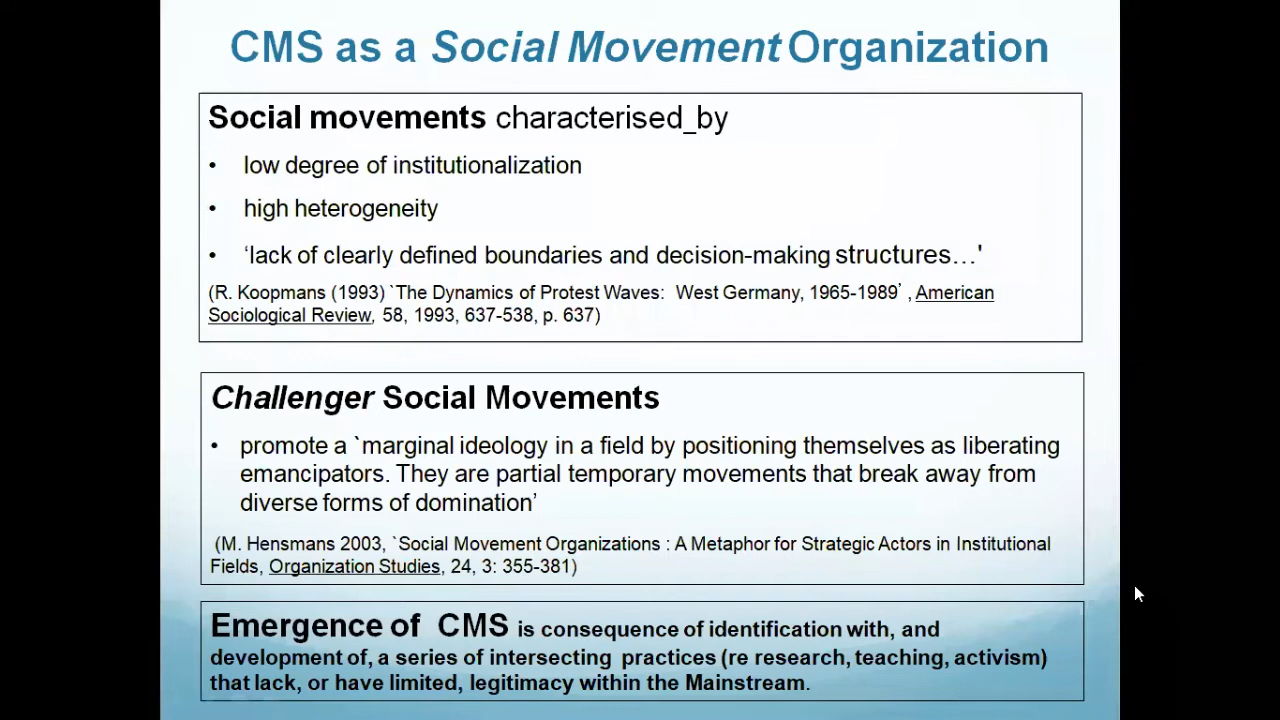 CMS as a Social Movement Organization
Social movements characterised_by
• low degree of institutionalization
• high heterogeneity
• ‘lack of clearly defined boundaries and decision-making structures…'
(R. Koopmans (1993) `The Dynamics of Protest Waves: West Germany, 1965-1989’ , American
Sociological Review, 58, 1993, 637-538, p. 637)
Challenger Social Movements
• promote a `marginal ideology in a field by positioning themselves as liberating
emancipators. They are partial temporary movements that break away from
diverse forms of domination’
(M. Hensmans 2003, `Social Movement Organizations : A Metaphor for Strategic Actors in Institutional
Fields, Organization Studies, 24, 3: 355-381)
Emergence of CMS is consequence of identification with, and
development of, a series of intersecting practices (re research, teaching, activism)
that lack, or have limited, legitimacy within the Mainstream.